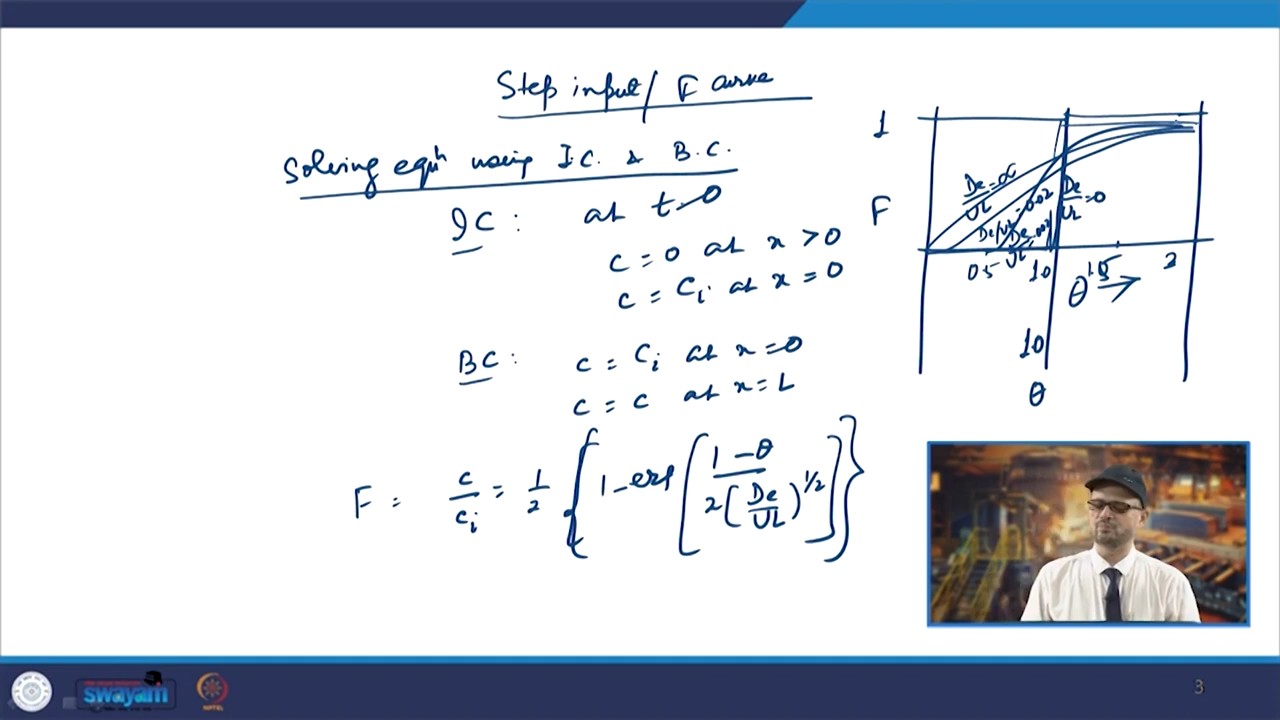 Step input / F curve
Solving eqn using I.C. & B.C.
IC : at t=0
c = 0 at x > 0
c = Ci at x = 0
BC : c = Ci at x = 0
c = c at x = L
F = c/ci = 1/2 { 1 - erf [ (1 - θ) / 2 (De/UL)^1/2 ] }
1
F
De/UL = ∝
De/UL = 0.02
De/UL = 0
0.5
1.0
1.5
2
θ →
1.0
θ
swayam
NPTEL
3